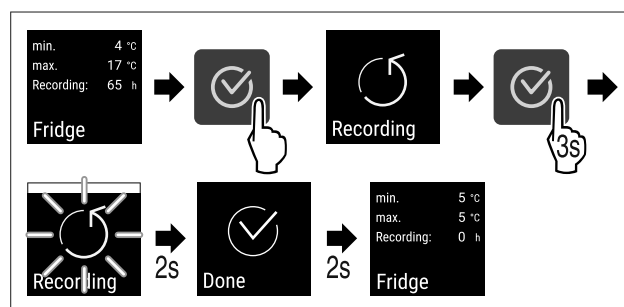 min. 4 °C
max. 17 °C
Recording: 65 h
Fridge
Recording
3s
Recording
2s
Done
2s
min. 5 °C
max. 5 °C
Recording: 0 h
Fridge